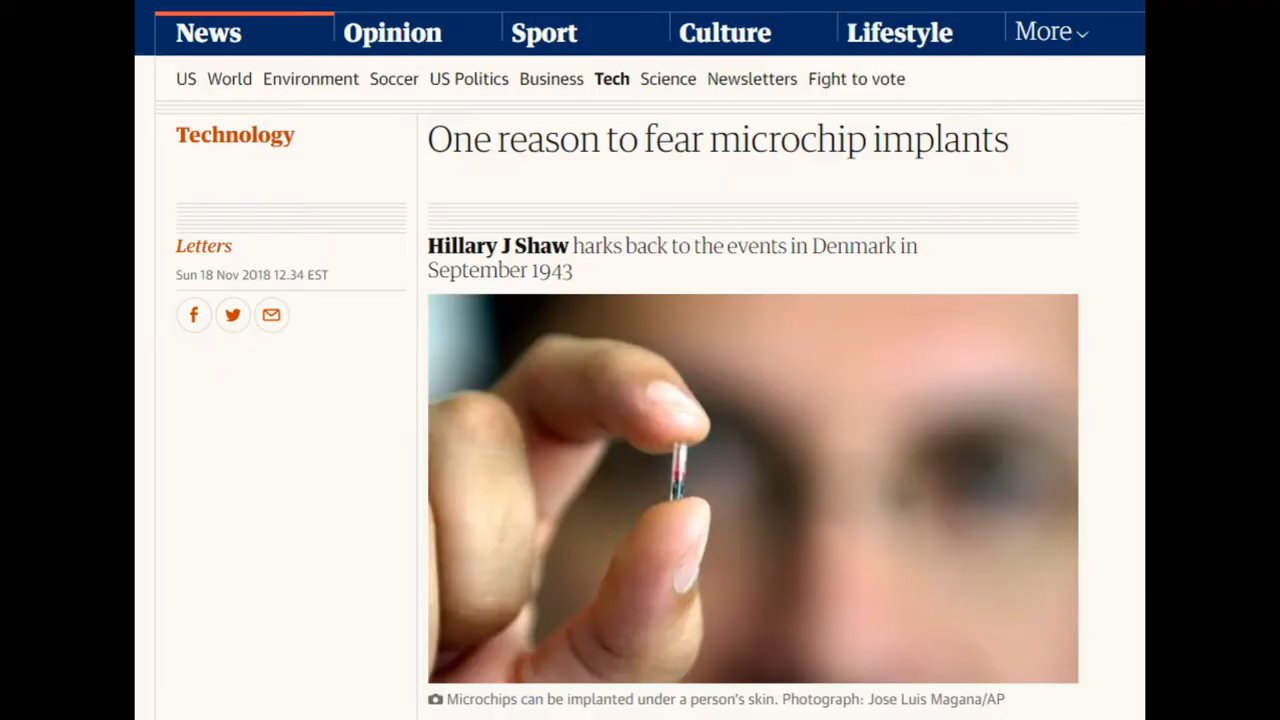 News Opinion Sport Culture Lifestyle More
US World Environment Soccer US Politics Business Tech Science Newsletters Fight to vote
Technology
One reason to fear microchip implants
Letters
Sun 18 Nov 2018 12.34 EST
Hillary J Shaw harks back to the events in Denmark in
September 1943
Microchips can be implanted under a person's skin. Photograph: Jose Luis Magana/AP